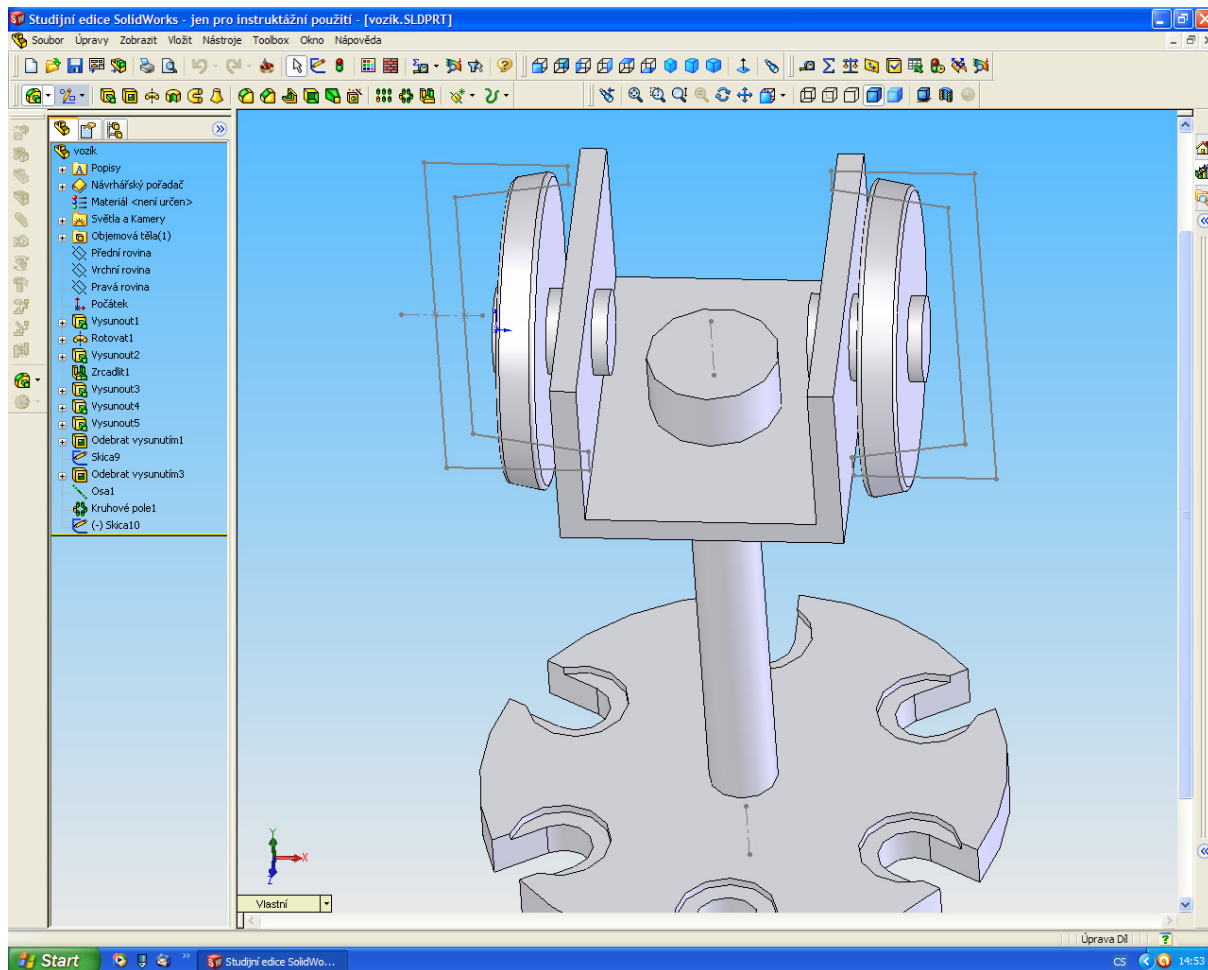 Studijní edice SolidWorks - jen pro instruktážní použití - [vozík.SLDPRT]
Soubor Úpravy Zobrazit Vložit Nástroje Toolbox Okno Nápověda
vozík
Popisy
Návrhářský pořadač
Materiál <není určen>
Světla a Kamery
Objemová těla(1)
Přední rovina
Vrchní rovina
Pravá rovina
Počátek
Vysunout1
Rotovat1
Vysunout2
Zrcadlit1
Vysunout3
Vysunout4
Vysunout5
Odebrat vysunutím1
Skica9
Odebrat vysunutím3
Osa1
Kruhové pole1
(-) Skica10
Y
X
Z
Vlastní
Úprava Díl
Start
Studijní edice SolidWo...
CS
14:53